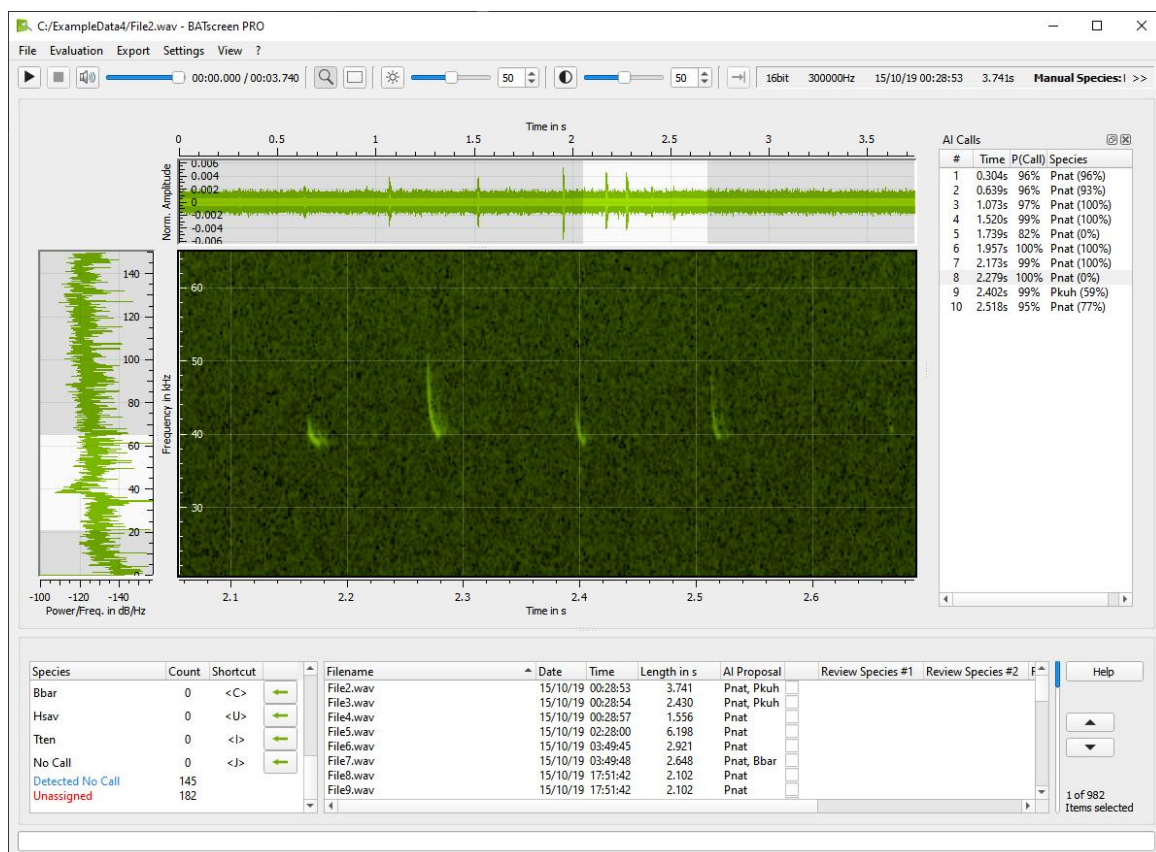 C:/ExampleData4/File2.wav - BATscreen PRO
File Evaluation Export Settings View ?
00:00.000 / 00:03.740 50 50 16bit 300000Hz 15/10/19 00:28:53 3.741s Manual Species: >>
Time in s
0 0.5 1 1.5 2 2.5 3 3.5
Norm. Amplitude
0.006
0.004
0.002
0
-0.002
-0.004
-0.006
AI Calls
# Time P(Call) Species
1 0.304s 96% Pnat (96%)
2 0.639s 96% Pnat (93%)
3 1.073s 97% Pnat (100%)
4 1.520s 99% Pnat (100%)
5 1.739s 82% Pnat (0%)
6 1.957s 100% Pnat (100%)
7 2.173s 99% Pnat (100%)
8 2.279s 100% Pnat (0%)
9 2.402s 99% Pkuh (59%)
10 2.518s 95% Pnat (77%)
140
120
100
80
60
40
20
0
-100 -120 -140
Power/Freq. in dB/Hz
Frequency in kHz
60
50
40
30
2.1 2.2 2.3 2.4 2.5 2.6
Time in s
Species Count Shortcut
Bbar 0 <C>
Hsav 0 <U>
Tten 0 <I>
No Call 0 <J>
Detected No Call 145
Unassigned 182
Filename Date Time Length in s AI Proposal Review Species #1 Review Species #2
File2.wav 15/10/19 00:28:53 3.741 Pnat, Pkuh
File3.wav 15/10/19 00:28:54 2.430 Pnat, Pkuh
File4.wav 15/10/19 00:28:57 1.556 Pnat
File5.wav 15/10/19 02:28:00 6.198 Pnat
File6.wav 15/10/19 03:49:45 2.921 Pnat
File7.wav 15/10/19 03:49:48 2.648 Pnat, Bbar
File8.wav 15/10/19 17:51:42 2.102 Pnat
File9.wav 15/10/19 17:51:42 2.102 Pnat
Help
1 of 982
Items selected